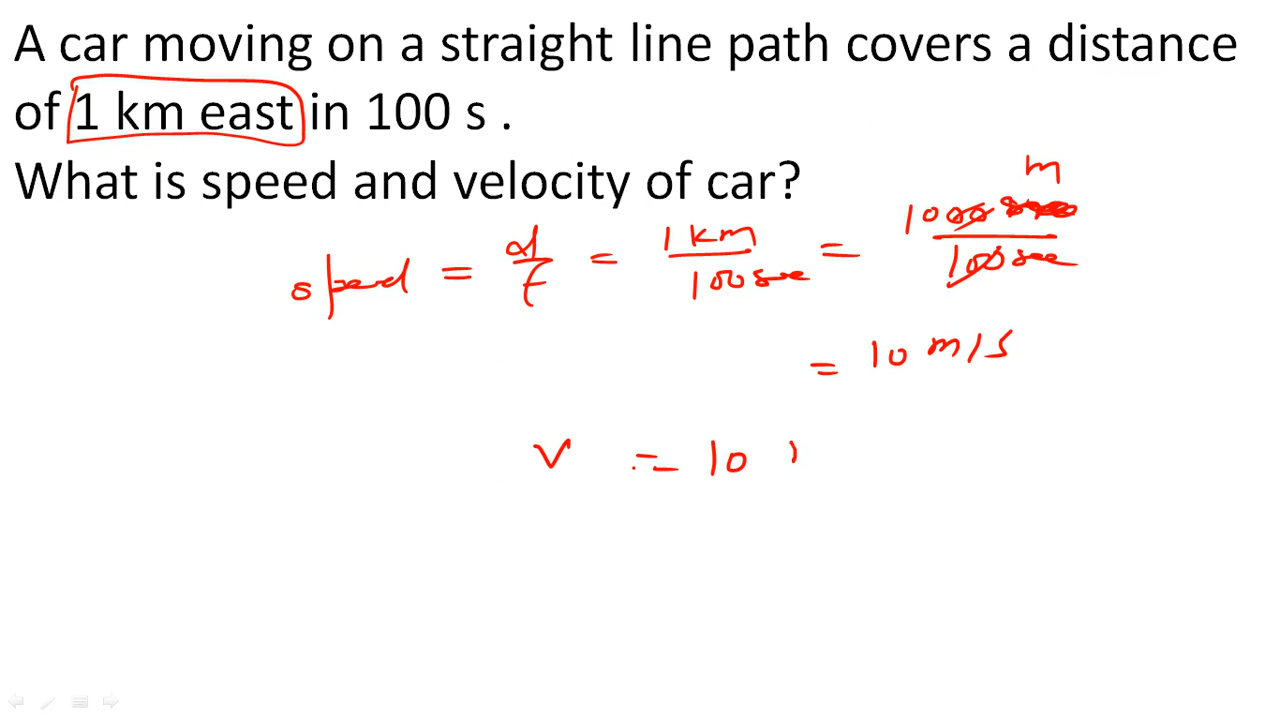 A car moving on a straight line path covers a distance
of 1 km east in 100 s .
What is speed and velocity of car?
speed = d/t = 1 km/100 sec = 1000 m/100 sec
= 10 m/s
v = 10